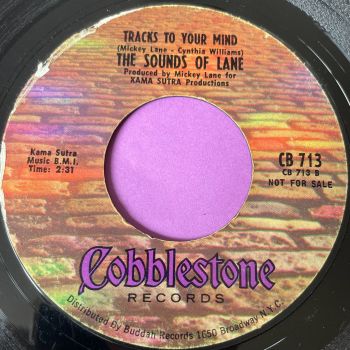 TRACKS TO YOUR MIND
(Mickey Lane - Cynthia Williams)
THE SOUNDS OF LANE
Produced by Mickey Lane for
KAMA SUTRA Productions
Kama Sutra
Music B.M.I.
Time: 2:31
CB 713
CB 713 B
NOT FOR SALE
Cobblestone
RECORDS
Distributed By Buddah Records 1650 Broadway N.Y.C.